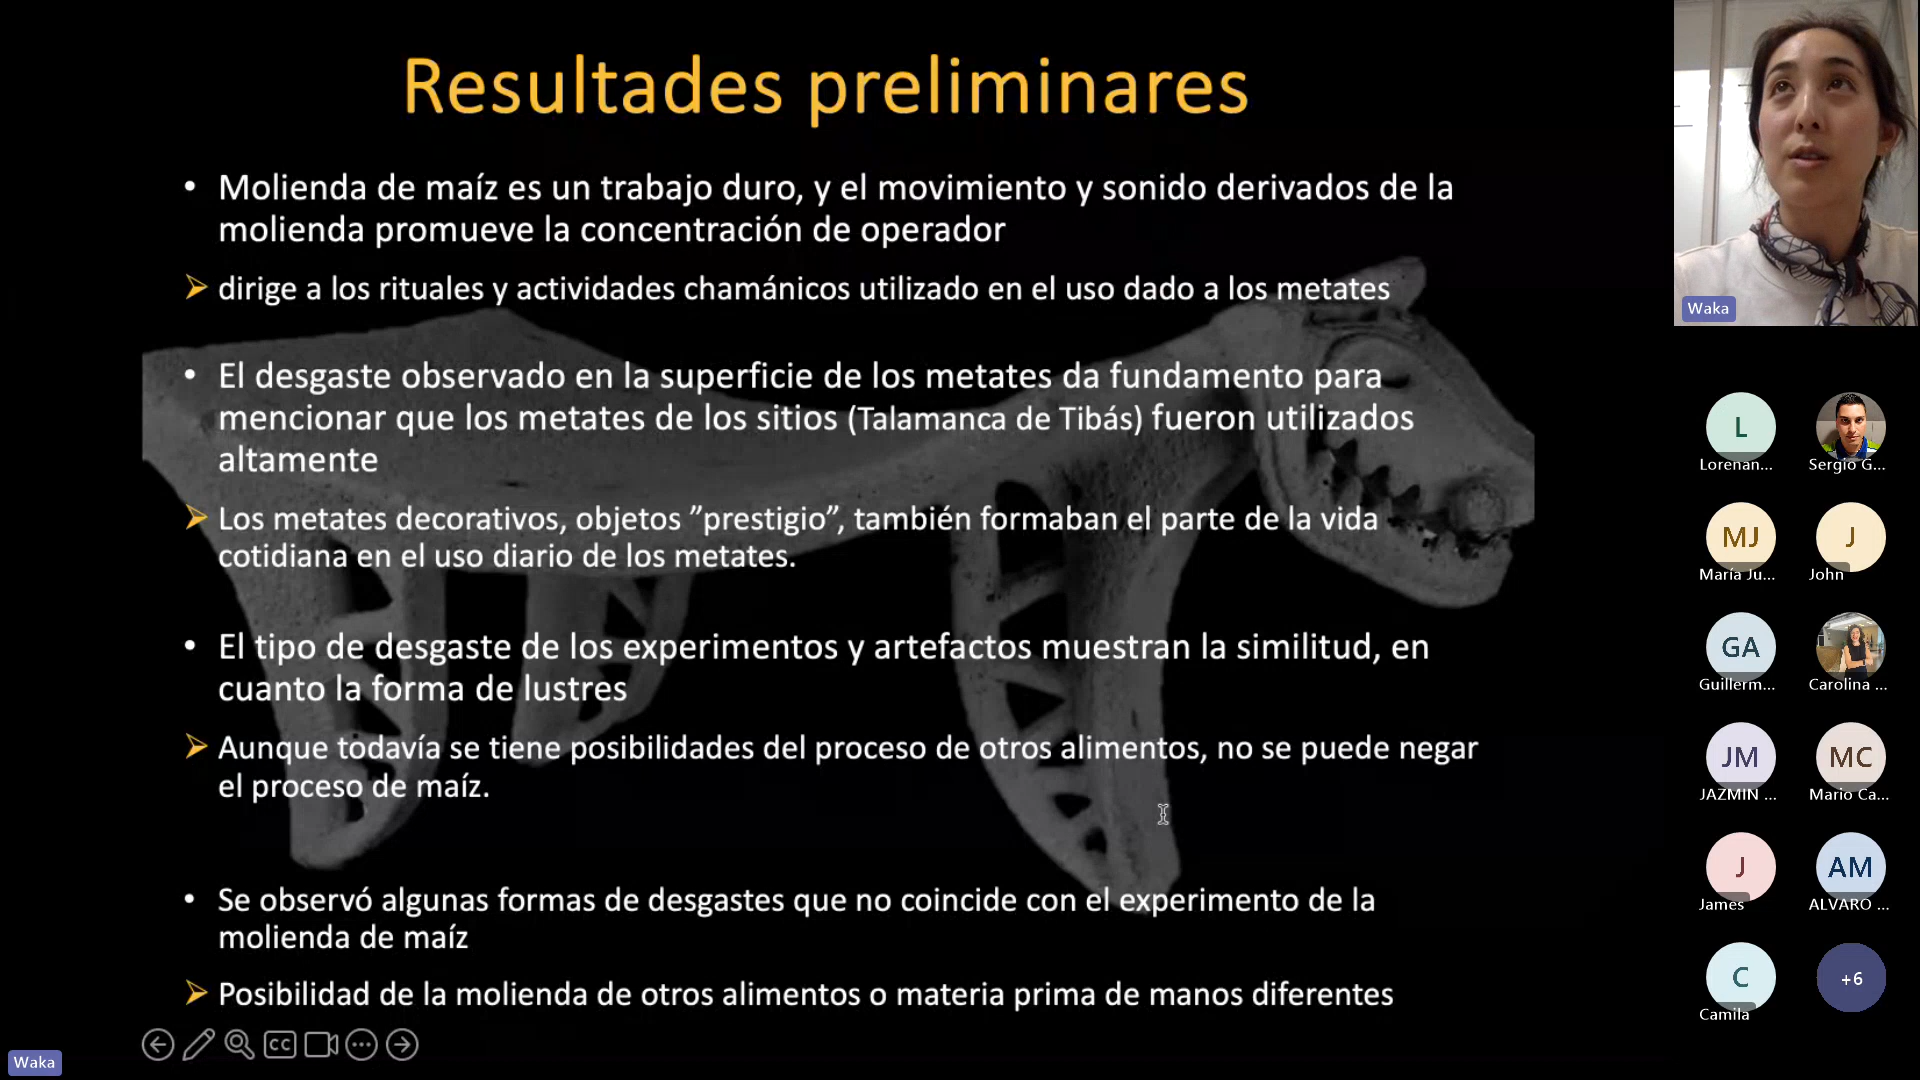 Resultades preliminares
• Molienda de maíz es un trabajo duro, y el movimiento y sonido derivados de la
molienda promueve la concentración de operador
➤ dirige a los rituales y actividades chamánicos utilizado en el uso dado a los metates
• El desgaste observado en la superficie de los metates da fundamento para
mencionar que los metates de los sitios (Talamanca de Tibás) fueron utilizados
altamente
➤ Los metates decorativos, objetos ”prestigio”, también formaban el parte de la vida
cotidiana en el uso diario de los metates.
• El tipo de desgaste de los experimentos y artefactos muestran la similitud, en
cuanto la forma de lustres
➤ Aunque todavía se tiene posibilidades del proceso de otros alimentos, no se puede negar
el proceso de maíz.
• Se observó algunas formas de desgastes que no coincide con el experimento de la
molienda de maíz
➤ Posibilidad de la molienda de otros alimentos o materia prima de manos diferentes
CC
Waka
Waka
L
Lorenan...
Sergio G...
MJ
María Ju...
J
John
GA
Guillerm...
Carolina ...
JM
JAZMIN ...
MC
Mario Ca...
J
James
AM
ALVARO ...
C
Camila
+6